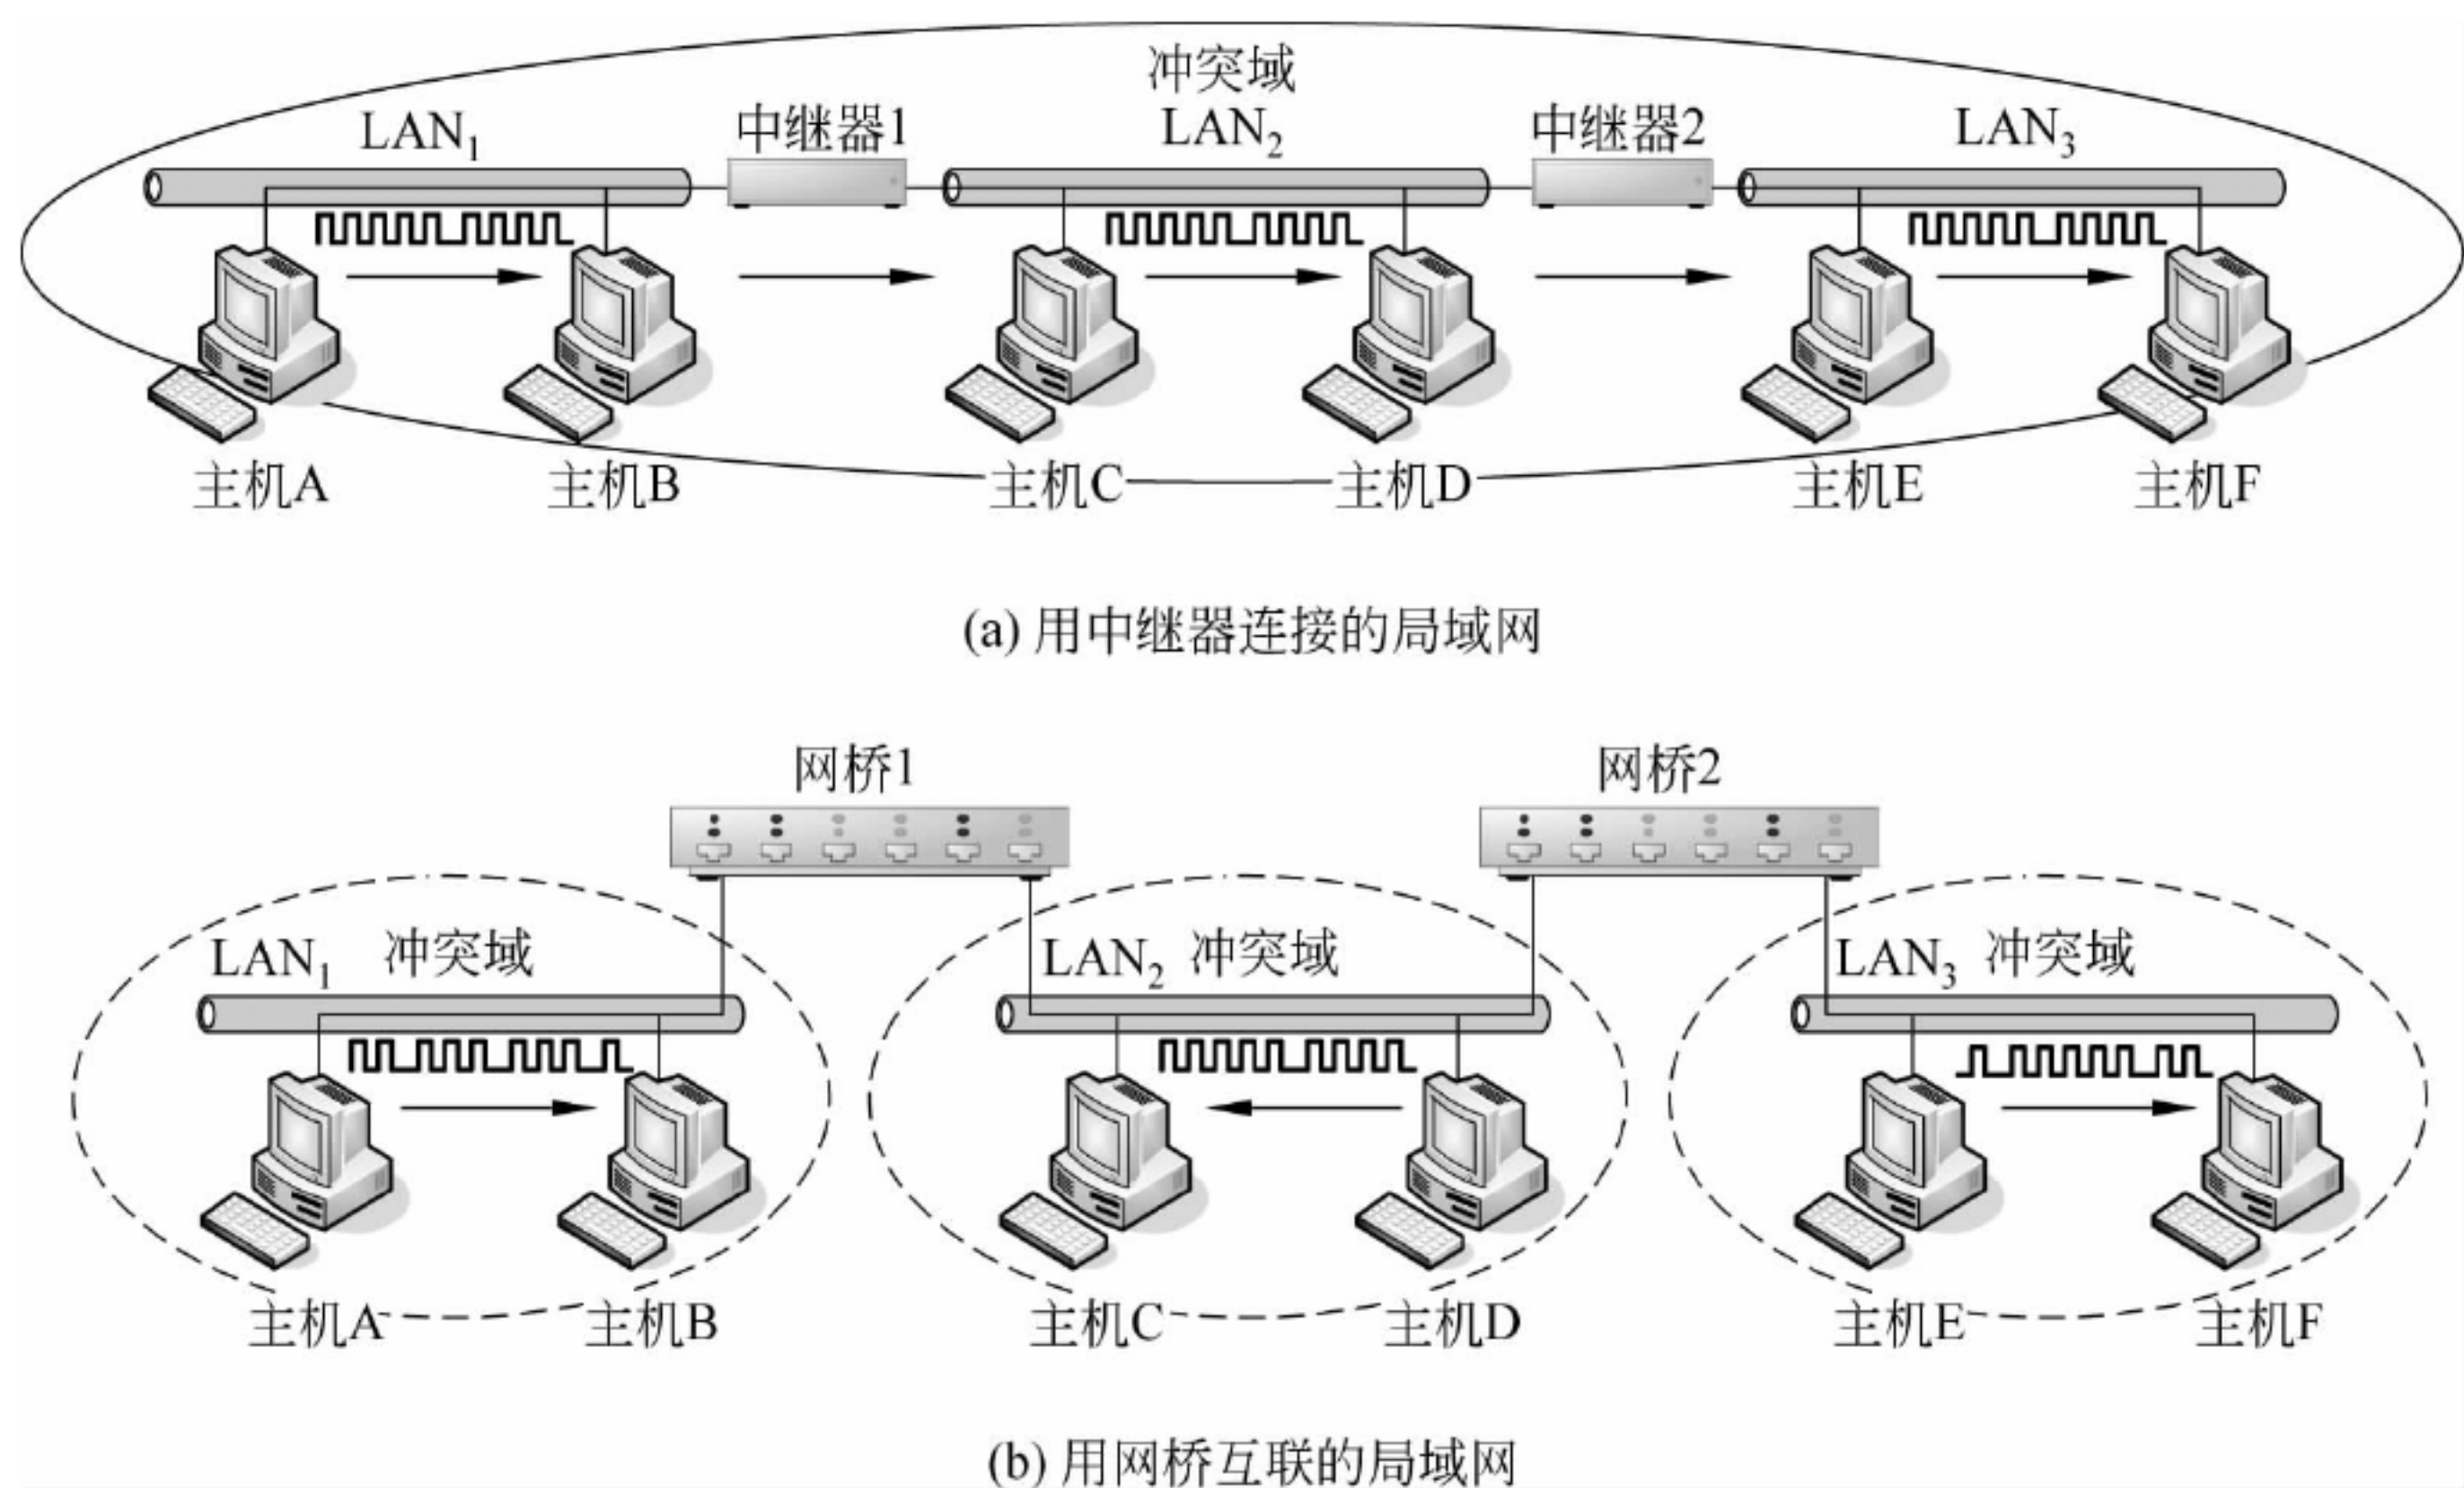 冲突域
LAN₁ 中继器1 LAN₂ 中继器2 LAN₃
主机A 主机B 主机C 主机D 主机E 主机F
(a) 用中继器连接的局域网
网桥1 网桥2
LAN₁ 冲突域 LAN₂ 冲突域 LAN₃ 冲突域
主机A 主机B 主机C 主机D 主机E 主机F
(b) 用网桥互联的局域网